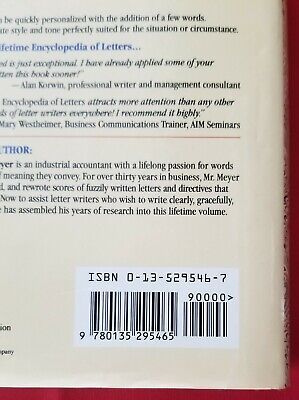 be quickly personalized with the addition of a few words.
ate style and tone perfectly suited for the situation or circumstance.
ifetime Encyclopedia of Letters...
ed is just exceptional. I have already applied some of your
tten this book sooner!"
—Alan Korwin, professional writer and management consultant
Encyclopedia of Letters attracts more attention than any other
ds of letter writers everywhere! I recommend it highly."
Mary Westheimer, Business Communications Trainer, AIM Seminars
UTHOR:
eyer is an industrial accountant with a lifelong passion for words
f meaning they convey. For over thirty years in business, Mr. Meyer
d, and rewrote scores of fuzzily written letters and directives that
Now to assist letter writers who wish to write clearly, gracefully,
e has assembled his years of research into this lifetime volume.
ISBN 0-13-529546-7
90000>
9 780135 295465
ion
mpany